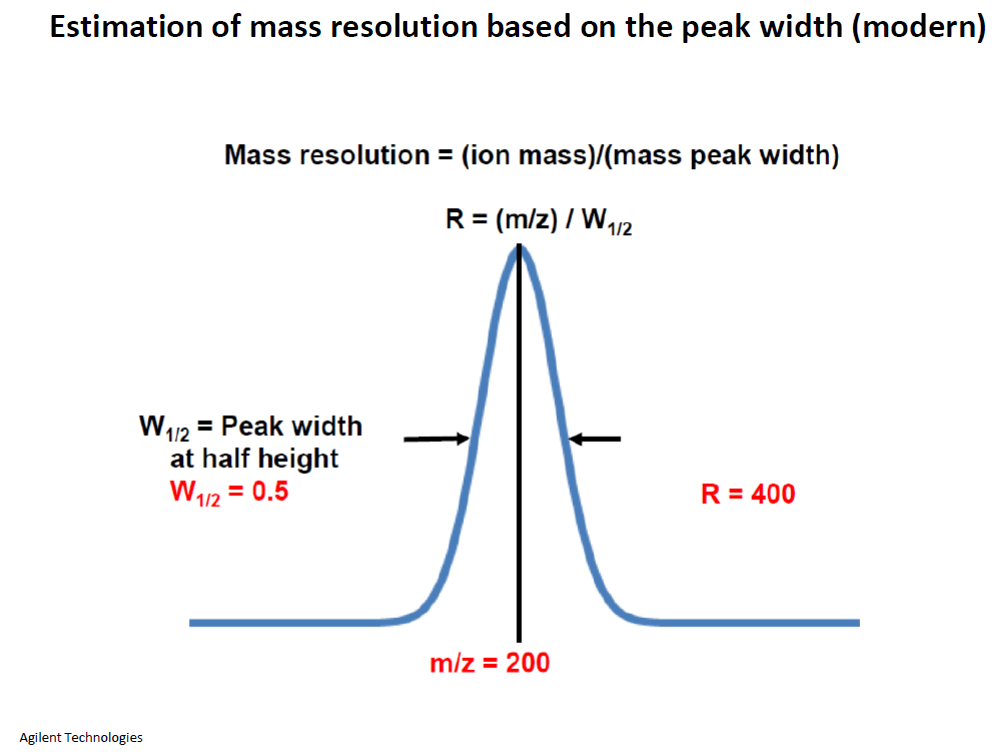 Estimation of mass resolution based on the peak width (modern)
Mass resolution = (ion mass)/(mass peak width)
R = (m/z) / W1/2
W1/2 = Peak width
at half height
W1/2 = 0.5
R = 400
m/z = 200
Agilent Technologies